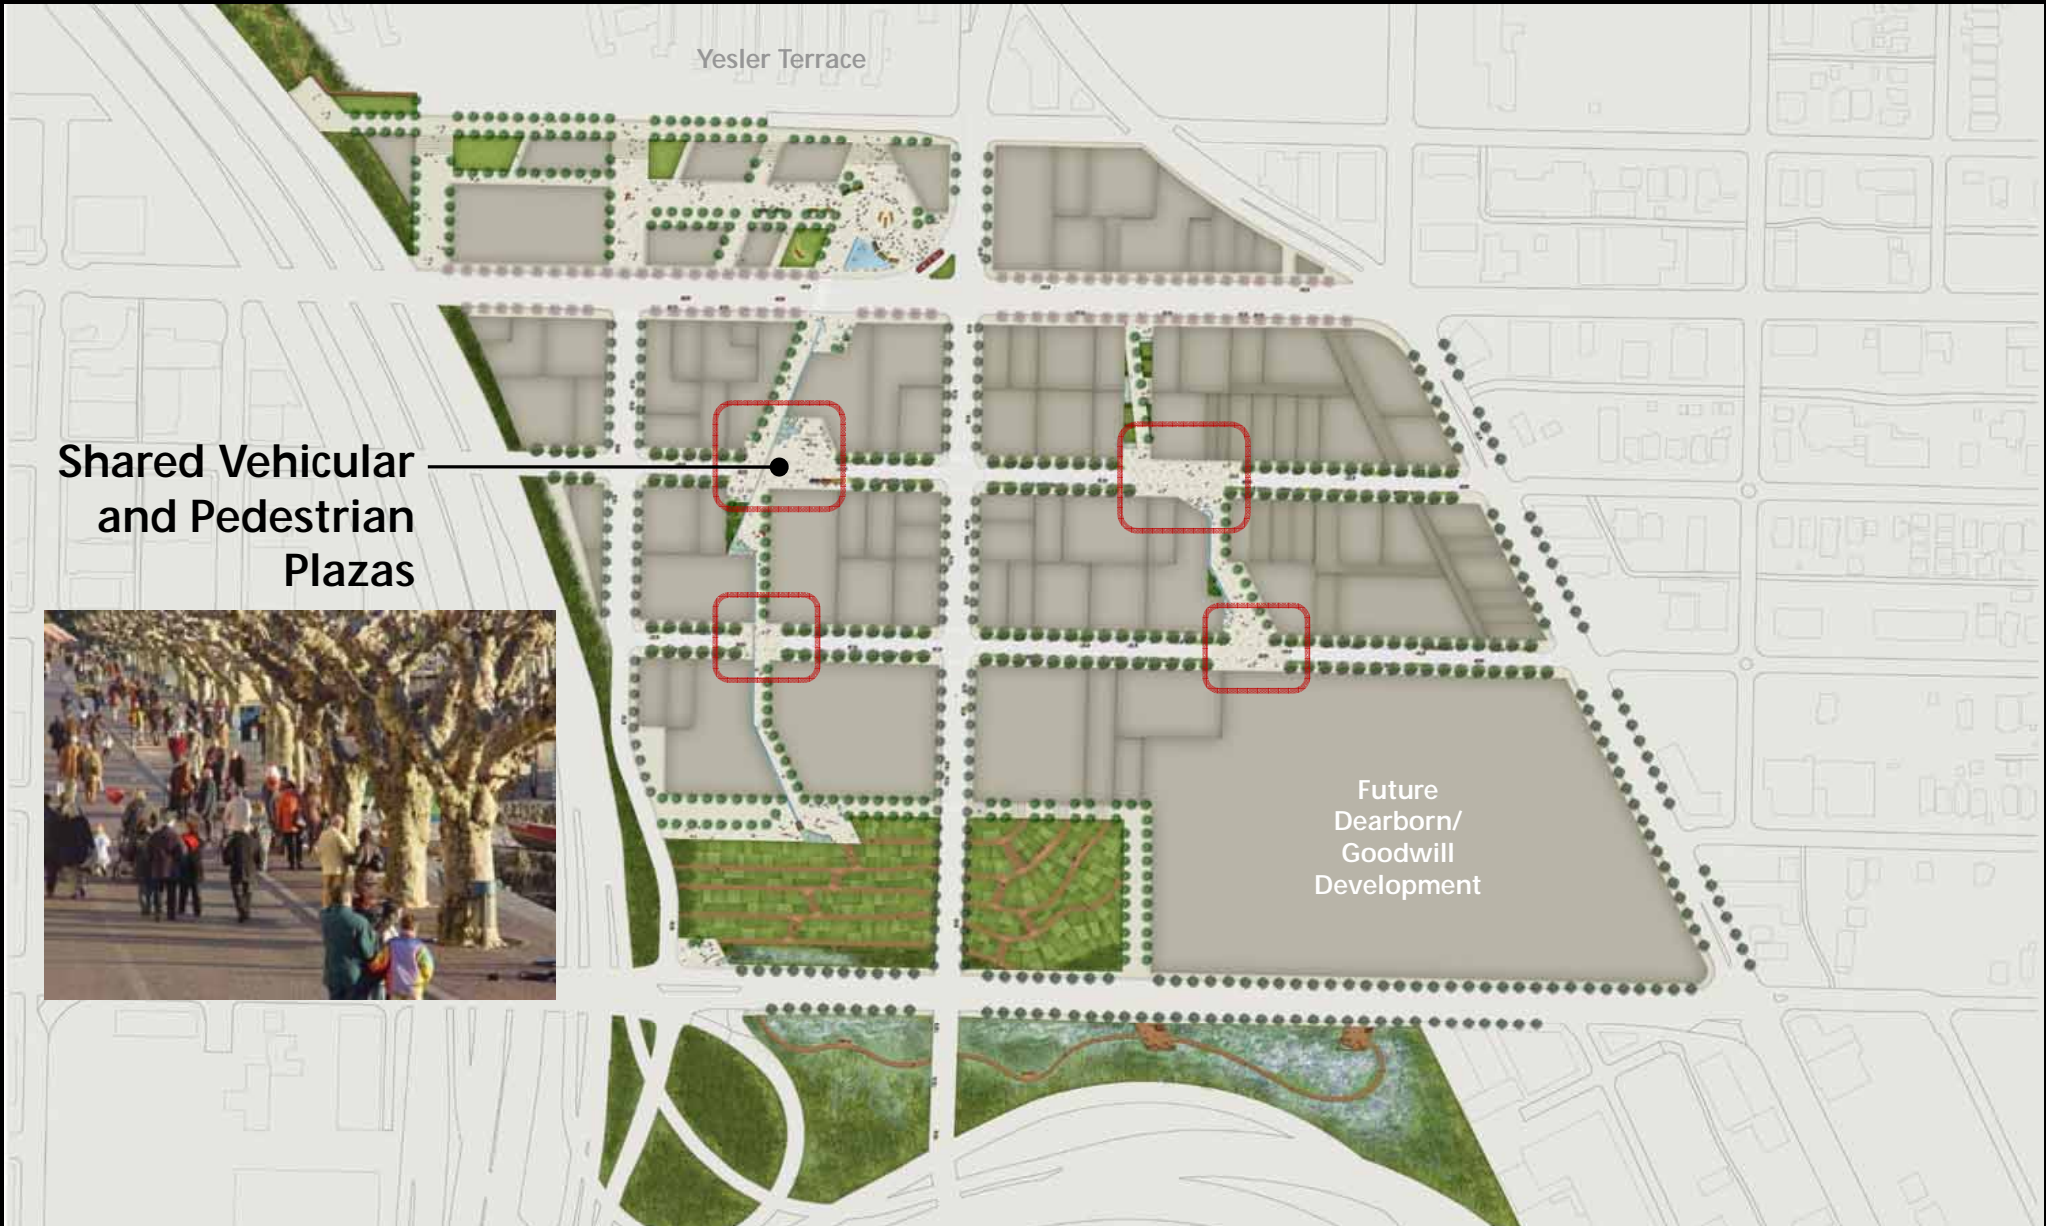 Yesler Terrace
Shared Vehicular
and Pedestrian
Plazas
Future
Dearborn/
Goodwill
Development